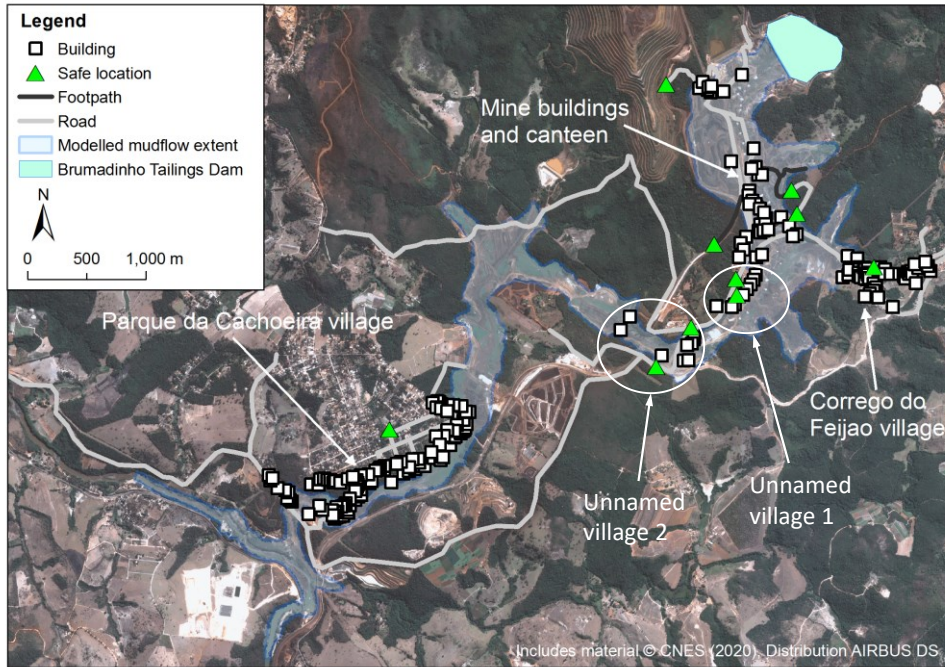 Legend
Building
Safe location
Footpath
Road
Modelled mudflow extent
Brumadinho Tailings Dam
N
0 500 1,000 m
Mine buildings
and canteen
Parque da Cachoeira village
Corrego do
Feijao village
Unnamed
village 1
Unnamed
village 2
Includes material © CNES (2020), Distribution AIRBUS DS